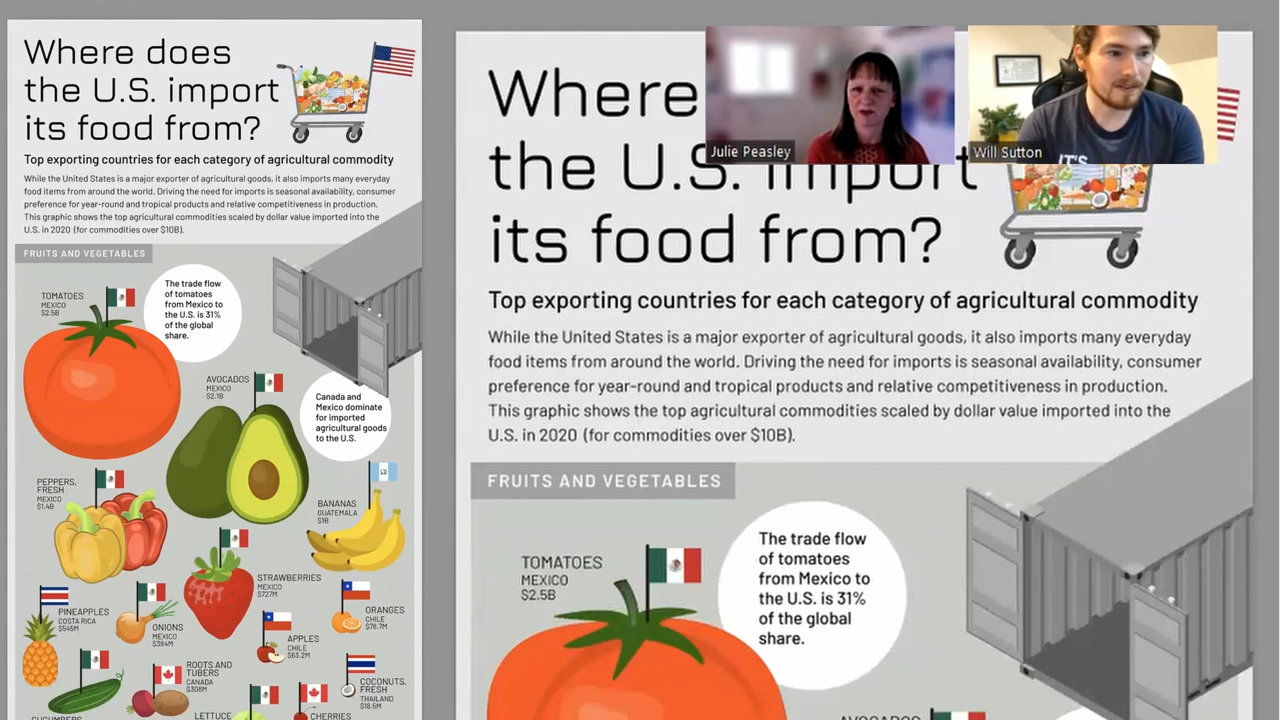 Where does
the U.S. import
its food from?
Top exporting countries for each category of agricultural commodity
While the United States is a major exporter of agricultural goods, it also imports many everyday
food items from around the world. Driving the need for imports is seasonal availability, consumer
preference for year-round and tropical products and relative competitiveness in production.
This graphic shows the top agricultural commodities scaled by dollar value imported into the
U.S. in 2020 (for commodities over $10B).
FRUITS AND VEGETABLES
TOMATOES
MEXICO
$2.5B
The trade flow
of tomatoes
from Mexico to
the U.S. is 31%
of the global
share.
AVOCADOS
MEXICO
$2.1B
Canada and
Mexico dominate
for imported
agricultural goods
to the U.S.
PEPPERS,
FRESH
MEXICO
$1.4B
BANANAS
GUATEMALA
$1B
STRAWBERRIES
MEXICO
$727M
PINEAPPLES
COSTA RICA
$545M
ONIONS
MEXICO
$384M
ORANGES
CHILE
$78.7M
APPLES
CHILE
$63.2M
ROOTS AND
TUBERS
CANADA
$308M
COCONUTS,
FRESH
THAILAND
$18.5M
CUCUMBERS
LETTUCE
CHERRIES
Where
the U.S. import
its food from?
Top exporting countries for each category of agricultural commodity
While the United States is a major exporter of agricultural goods, it also imports many everyday
food items from around the world. Driving the need for imports is seasonal availability, consumer
preference for year-round and tropical products and relative competitiveness in production.
This graphic shows the top agricultural commodities scaled by dollar value imported into the
U.S. in 2020 (for commodities over $10B).
FRUITS AND VEGETABLES
TOMATOES
MEXICO
$2.5B
The trade flow
of tomatoes
from Mexico to
the U.S. is 31%
of the global
share.
AVOCADOS
Julie Peasley
Will Sutton
IT'S